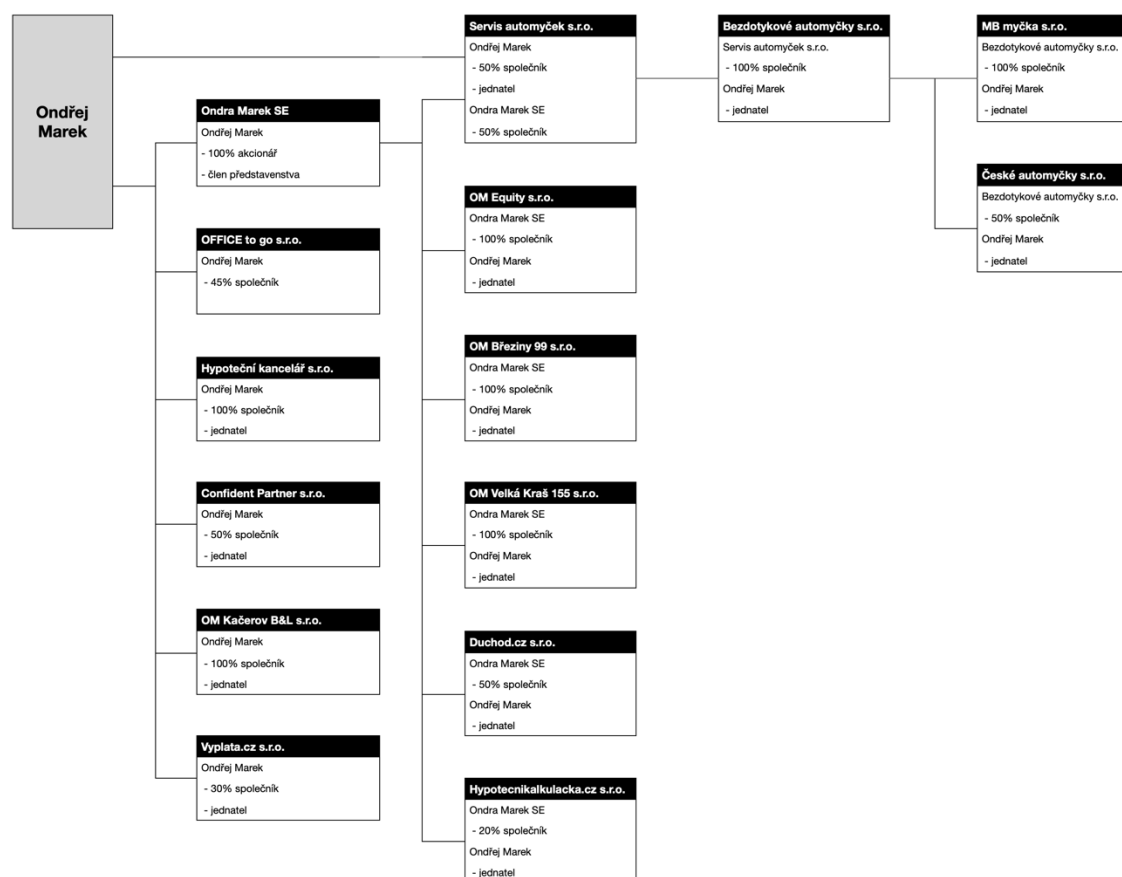 Ondřej
Marek
Ondra Marek SE
Ondřej Marek
- 100% akcionář
- člen představenstva
OFFICE to go s.r.o.
Ondřej Marek
- 45% společník
Hypoteční kancelář s.r.o.
Ondřej Marek
- 100% společník
- jednatel
Confident Partner s.r.o.
Ondřej Marek
- 50% společník
- jednatel
OM Kačerov B&L s.r.o.
Ondřej Marek
- 100% společník
- jednatel
Vyplata.cz s.r.o.
Ondřej Marek
- 30% společník
- jednatel
Servis automyček s.r.o.
Ondřej Marek
- 50% společník
- jednatel
Ondra Marek SE
- 50% společník
OM Equity s.r.o.
Ondra Marek SE
- 100% společník
Ondřej Marek
- jednatel
OM Březiny 99 s.r.o.
Ondra Marek SE
- 100% společník
Ondřej Marek
- jednatel
OM Velká Kraš 155 s.r.o.
Ondra Marek SE
- 100% společník
Ondřej Marek
- jednatel
Duchod.cz s.r.o.
Ondra Marek SE
- 50% společník
Ondřej Marek
- jednatel
Hypotecnikalkulacka.cz s.r.o.
Ondra Marek SE
- 20% společník
Ondřej Marek
- jednatel
Bezdotykové automyčky s.r.o.
Servis automyček s.r.o.
- 100% společník
Ondřej Marek
- jednatel
MB myčka s.r.o.
Bezdotykové automyčky s.r.o.
- 100% společník
Ondřej Marek
- jednatel
České automyčky s.r.o.
Bezdotykové automyčky s.r.o.
- 50% společník
Ondřej Marek
- jednatel